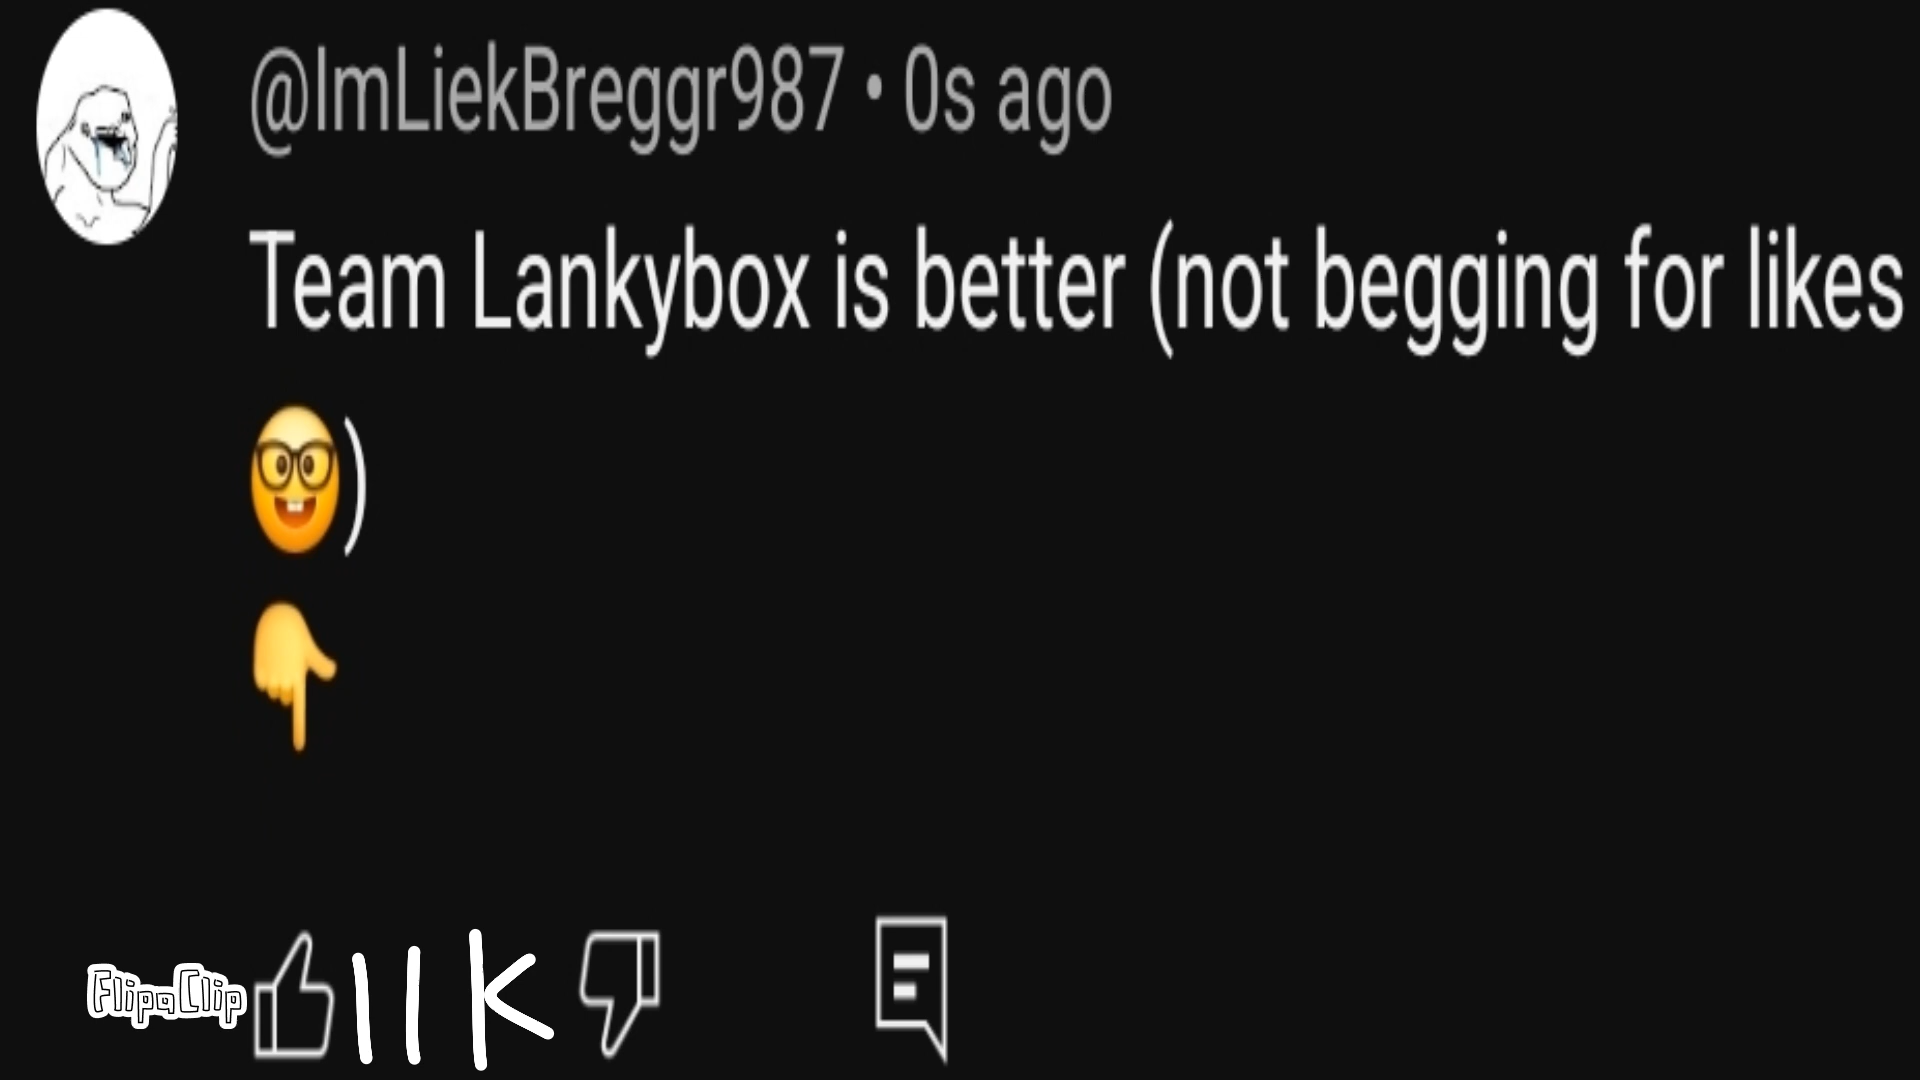 @ImLiekBreggr987 • 0s ago
Team Lankybox is better (not begging for likes
🤓)
👇
FlipaClip 11K